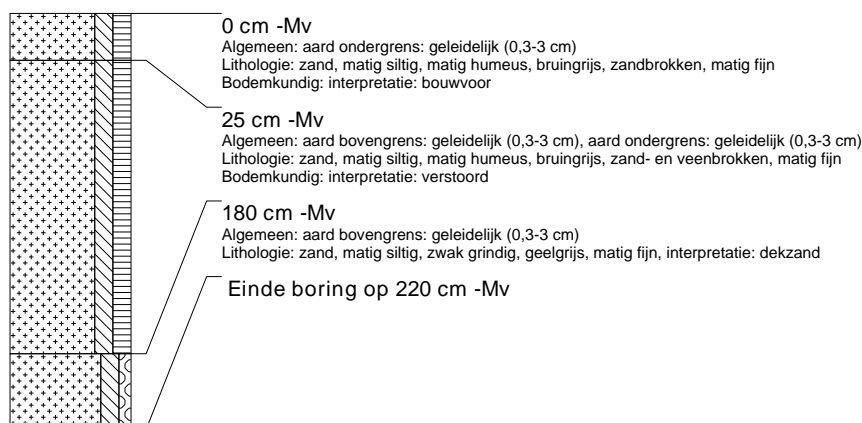 0 cm -Mv
Algemeen: aard ondergrens: geleidelijk (0,3-3 cm)
Lithologie: zand, matig siltig, matig humeus, bruingrijs, zandbrokken, matig fijn
Bodemkundig: interpretatie: bouwvoor
25 cm -Mv
Algemeen: aard bovengrens: geleidelijk (0,3-3 cm), aard ondergrens: geleidelijk (0,3-3 cm)
Lithologie: zand, matig siltig, matig humeus, bruingrijs, zand- en veenbrokken, matig fijn
Bodemkundig: interpretatie: verstoord
180 cm -Mv
Algemeen: aard bovengrens: geleidelijk (0,3-3 cm)
Lithologie: zand, matig siltig, zwak grindig, geelgrijs, matig fijn, interpretatie: dekzand
Einde boring op 220 cm -Mv